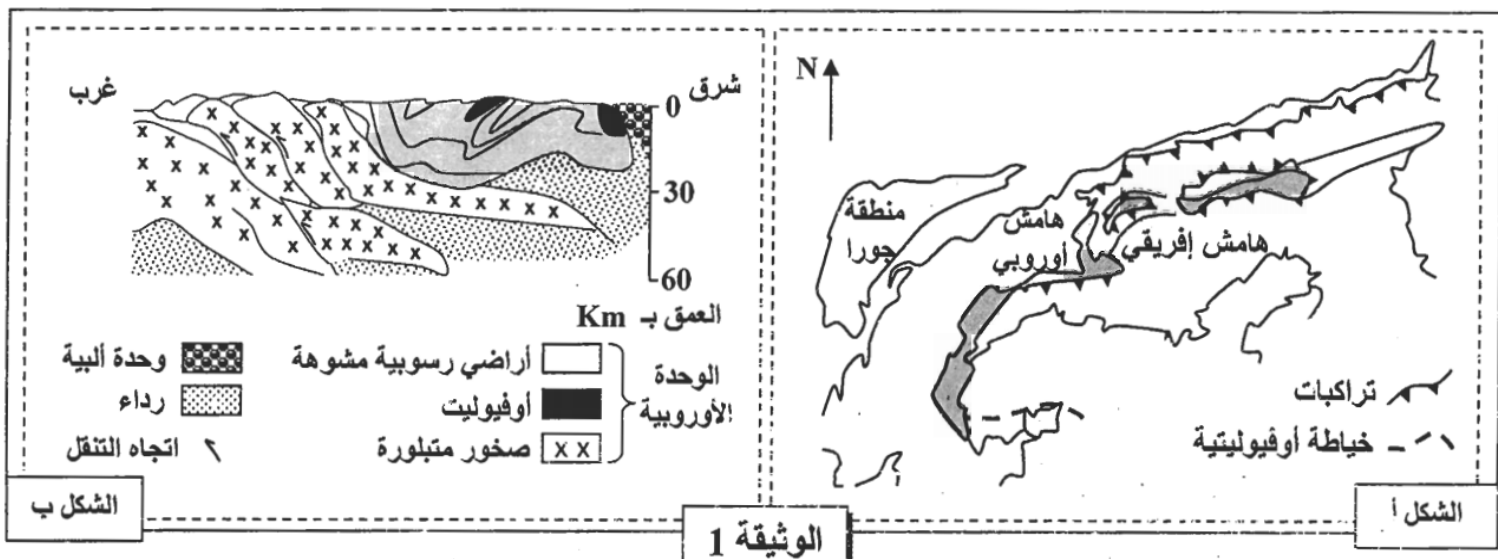 N
منطقة
جورا
هامش
أوروبي
هامش إفريقي
تراكبات
خياطة أوفيوليتية
الشكل أ
شرق
غرب
0
30
60
العمق بـ Km
الوحدة
الأوروبية
أراضي رسوبية مشوهة
أوفيوليت
x x صخور متبلورة
وحدة ألبية
رداء
اتجاه التنقل
الشكل ب
الوثيقة 1